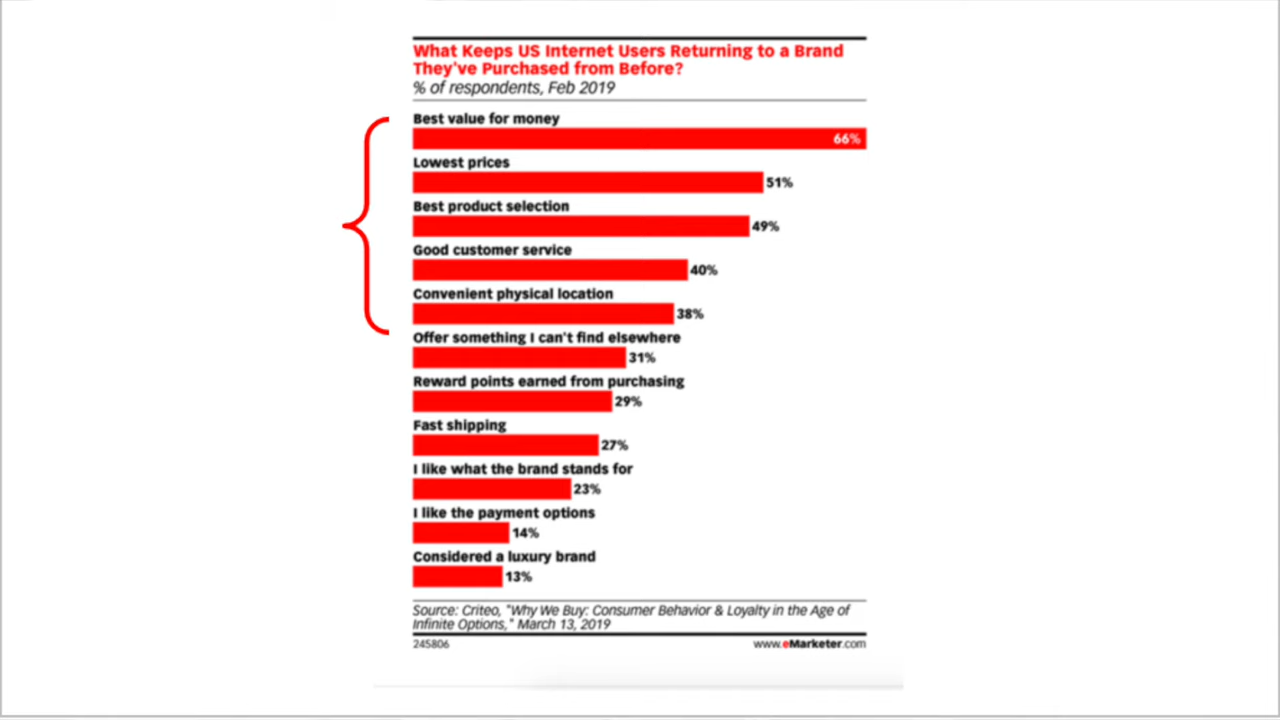 What Keeps US Internet Users Returning to a Brand
They've Purchased from Before?
% of respondents, Feb 2019
Best value for money
66%
Lowest prices
51%
Best product selection
49%
Good customer service
40%
Convenient physical location
38%
Offer something I can't find elsewhere
31%
Reward points earned from purchasing
29%
Fast shipping
27%
I like what the brand stands for
23%
I like the payment options
14%
Considered a luxury brand
13%
Source: Criteo, "Why We Buy: Consumer Behavior & Loyalty in the Age of
Infinite Options," March 13, 2019
245806 www.eMarketer.com